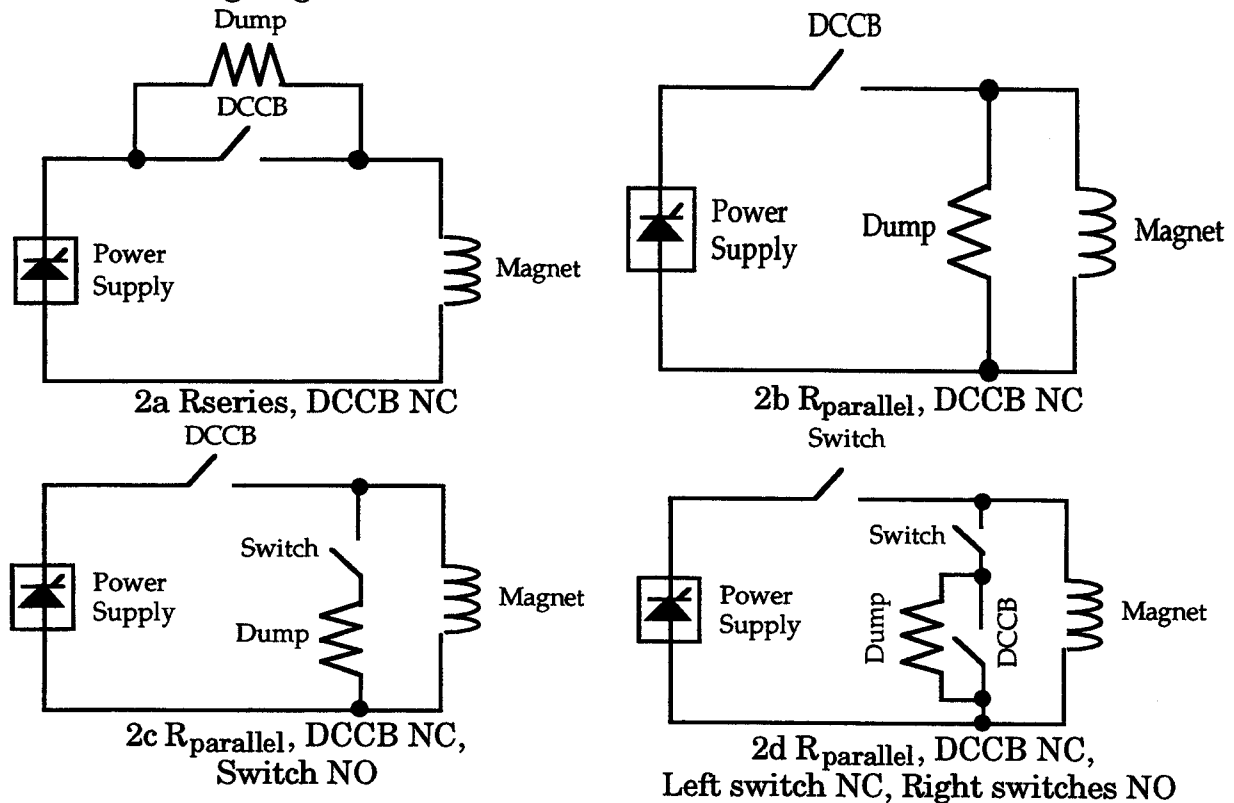 Dump
DCCB
Power
Supply
Magnet
2a Rseries, DCCB NC
DCCB
Power
Supply
Dump
Magnet
2b Rparallel, DCCB NC
DCCB
Switch
Power
Supply
Dump
Magnet
2c Rparallel, DCCB NC,
Switch NO
Switch
Switch
Power
Supply
Dump
DCCB
Magnet
2d Rparallel, DCCB NC,
Left switch NC, Right switches NO